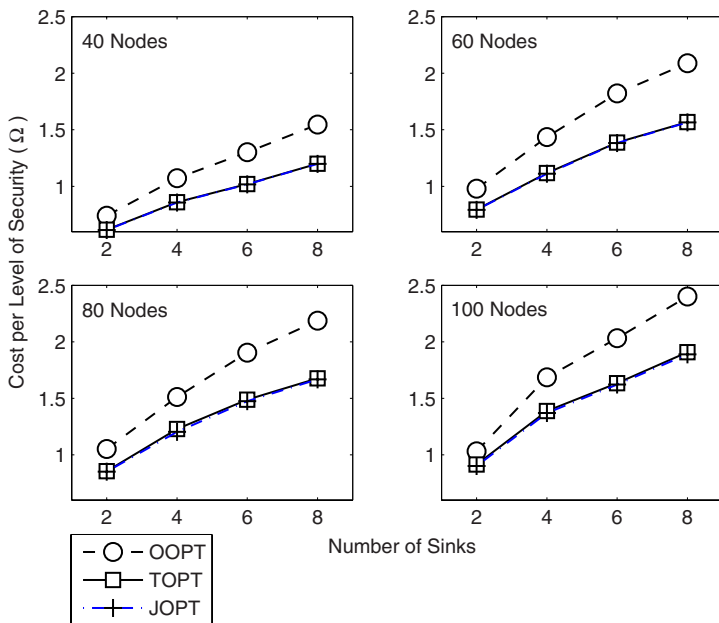 40 Nodes
2.5
2
1.5
1
2 4 6 8
60 Nodes
2.5
2
1.5
1
2 4 6 8
80 Nodes
2.5
2
1.5
1
2 4 6 8
100 Nodes
2.5
2
1.5
1
2 4 6 8
Cost per Level of Security ( Ω )
Number of Sinks
OOPT
TOPT
JOPT